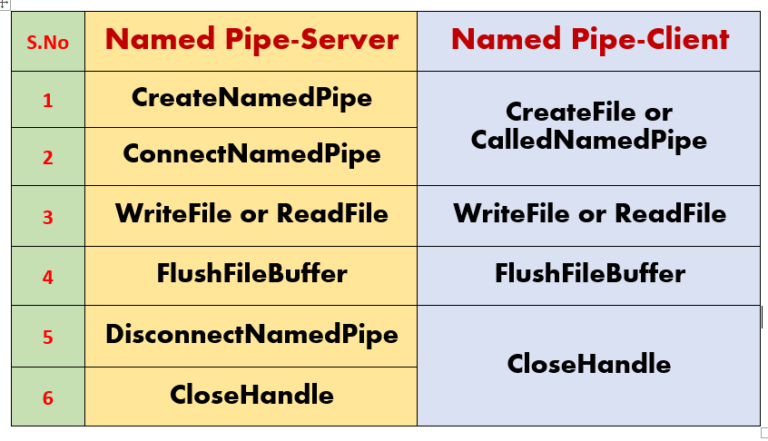 S.No Named Pipe-Server Named Pipe-Client
1 CreateNamedPipe
CreateFile or
CalledNamedPipe
2 ConnectNamedPipe
3 WriteFile or ReadFile WriteFile or ReadFile
4 FlushFileBuffer FlushFileBuffer
5 DisconnectNamedPipe
CloseHandle
6 CloseHandle